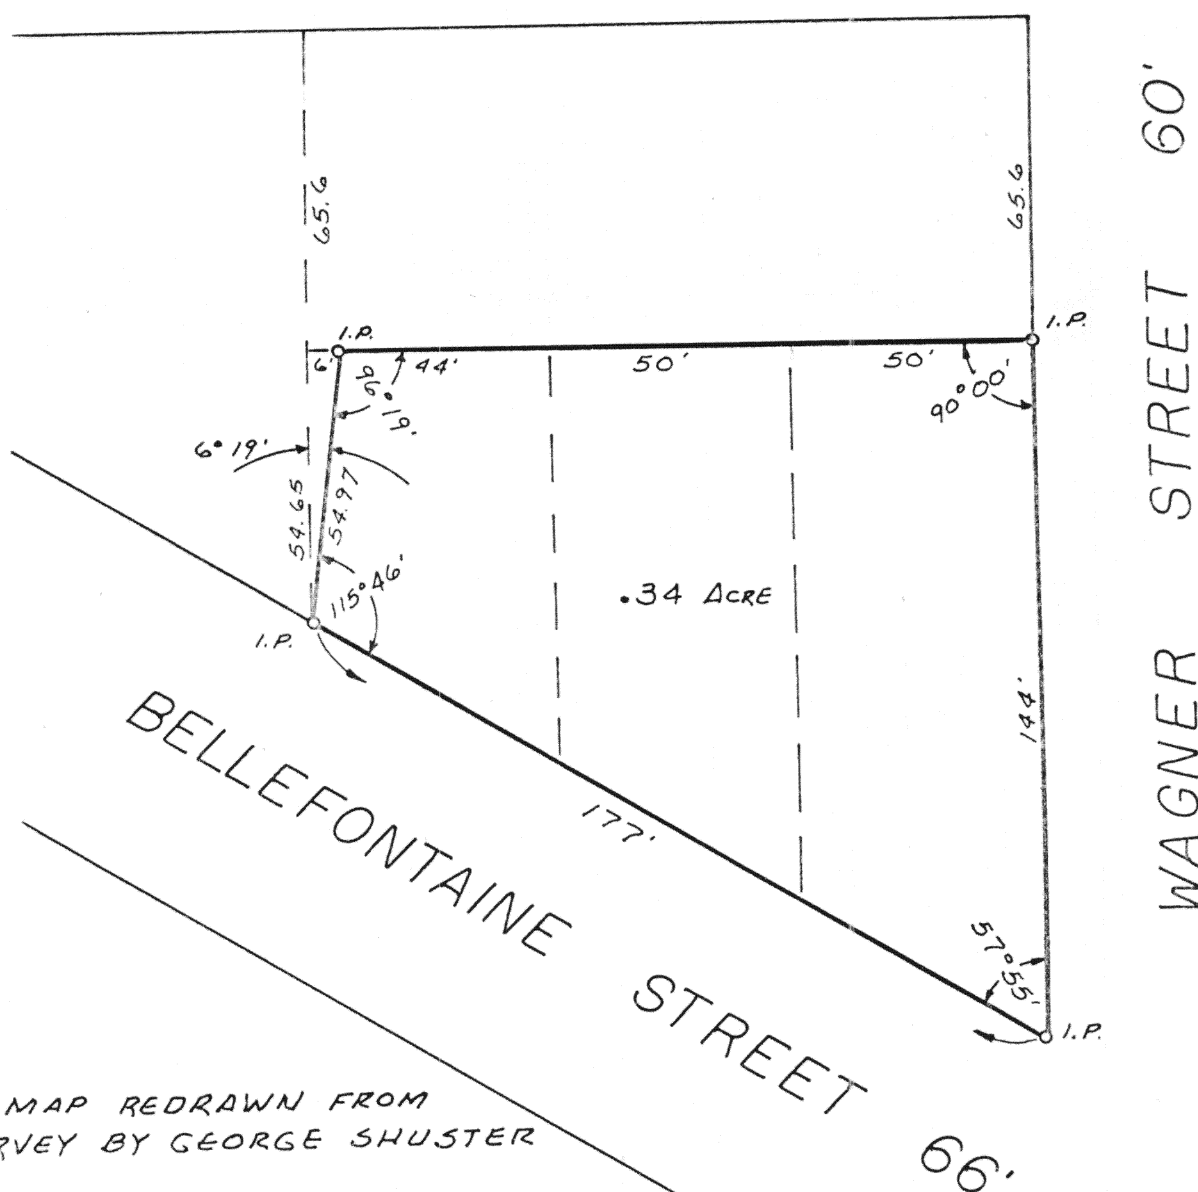 65.6
65.6
WAGNER STREET 60'
I.P.
I.P.
6'
44'
50'
50'
96°19'
90°00'
6°19'
54.65
54.97
115°46'
.34 ACRE
I.P.
144'
177'
BELLEFONTAINE STREET 66'
57°55'
I.P.
MAP REDRAWN FROM
RVEY BY GEORGE SHUSTER